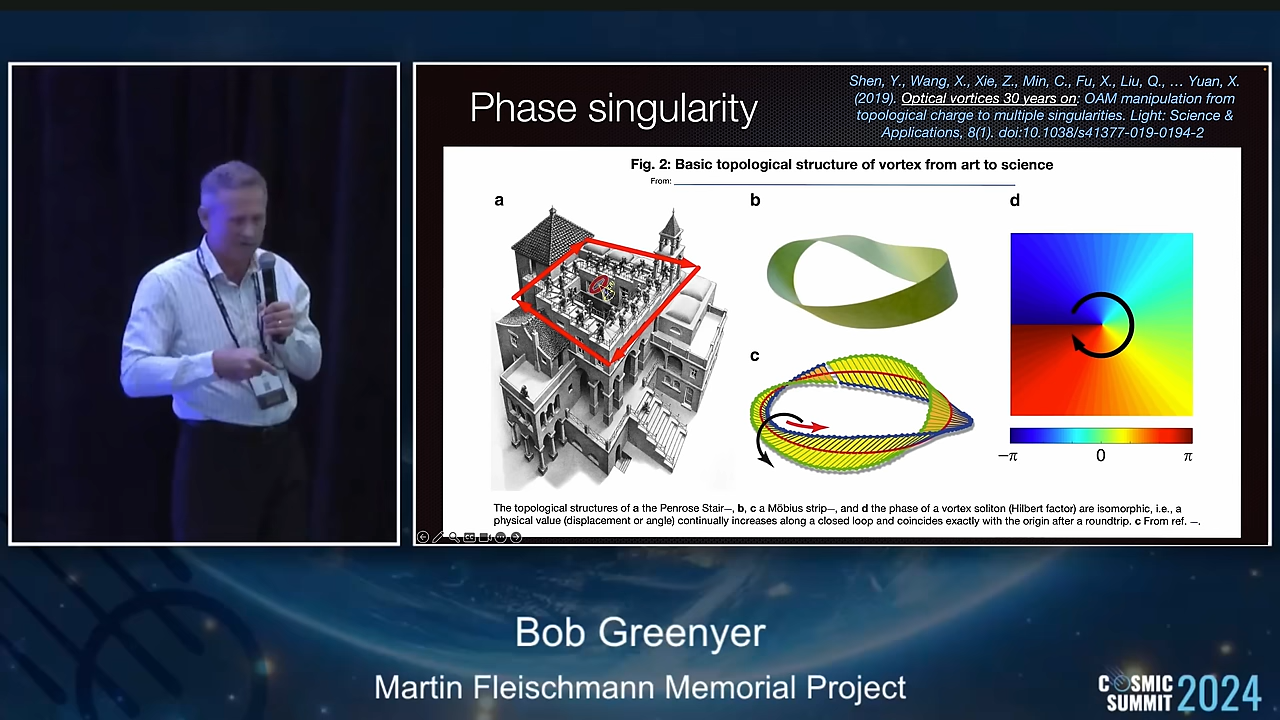 Phase singularity
Shen, Y., Wang, X., Xie, Z., Min, C., Fu, X., Liu, Q., … Yuan, X.
(2019). Optical vortices 30 years on: OAM manipulation from
topological charge to multiple singularities. Light: Science &
Applications, 8(1). doi:10.1038/s41377-019-0194-2
Fig. 2: Basic topological structure of vortex from art to science
From:
a
b
d
c
−π
0
π
The topological structures of a the Penrose Stair—, b, c a Möbius strip—, and d the phase of a vortex soliton (Hilbert factor) are isomorphic, i.e., a
physical value (displacement or angle) continually increases along a closed loop and coincides exactly with the origin after a roundtrip. c From ref. —.
Bob Greenyer
Martin Fleischmann Memorial Project
COSMIC
SUMMIT 2024